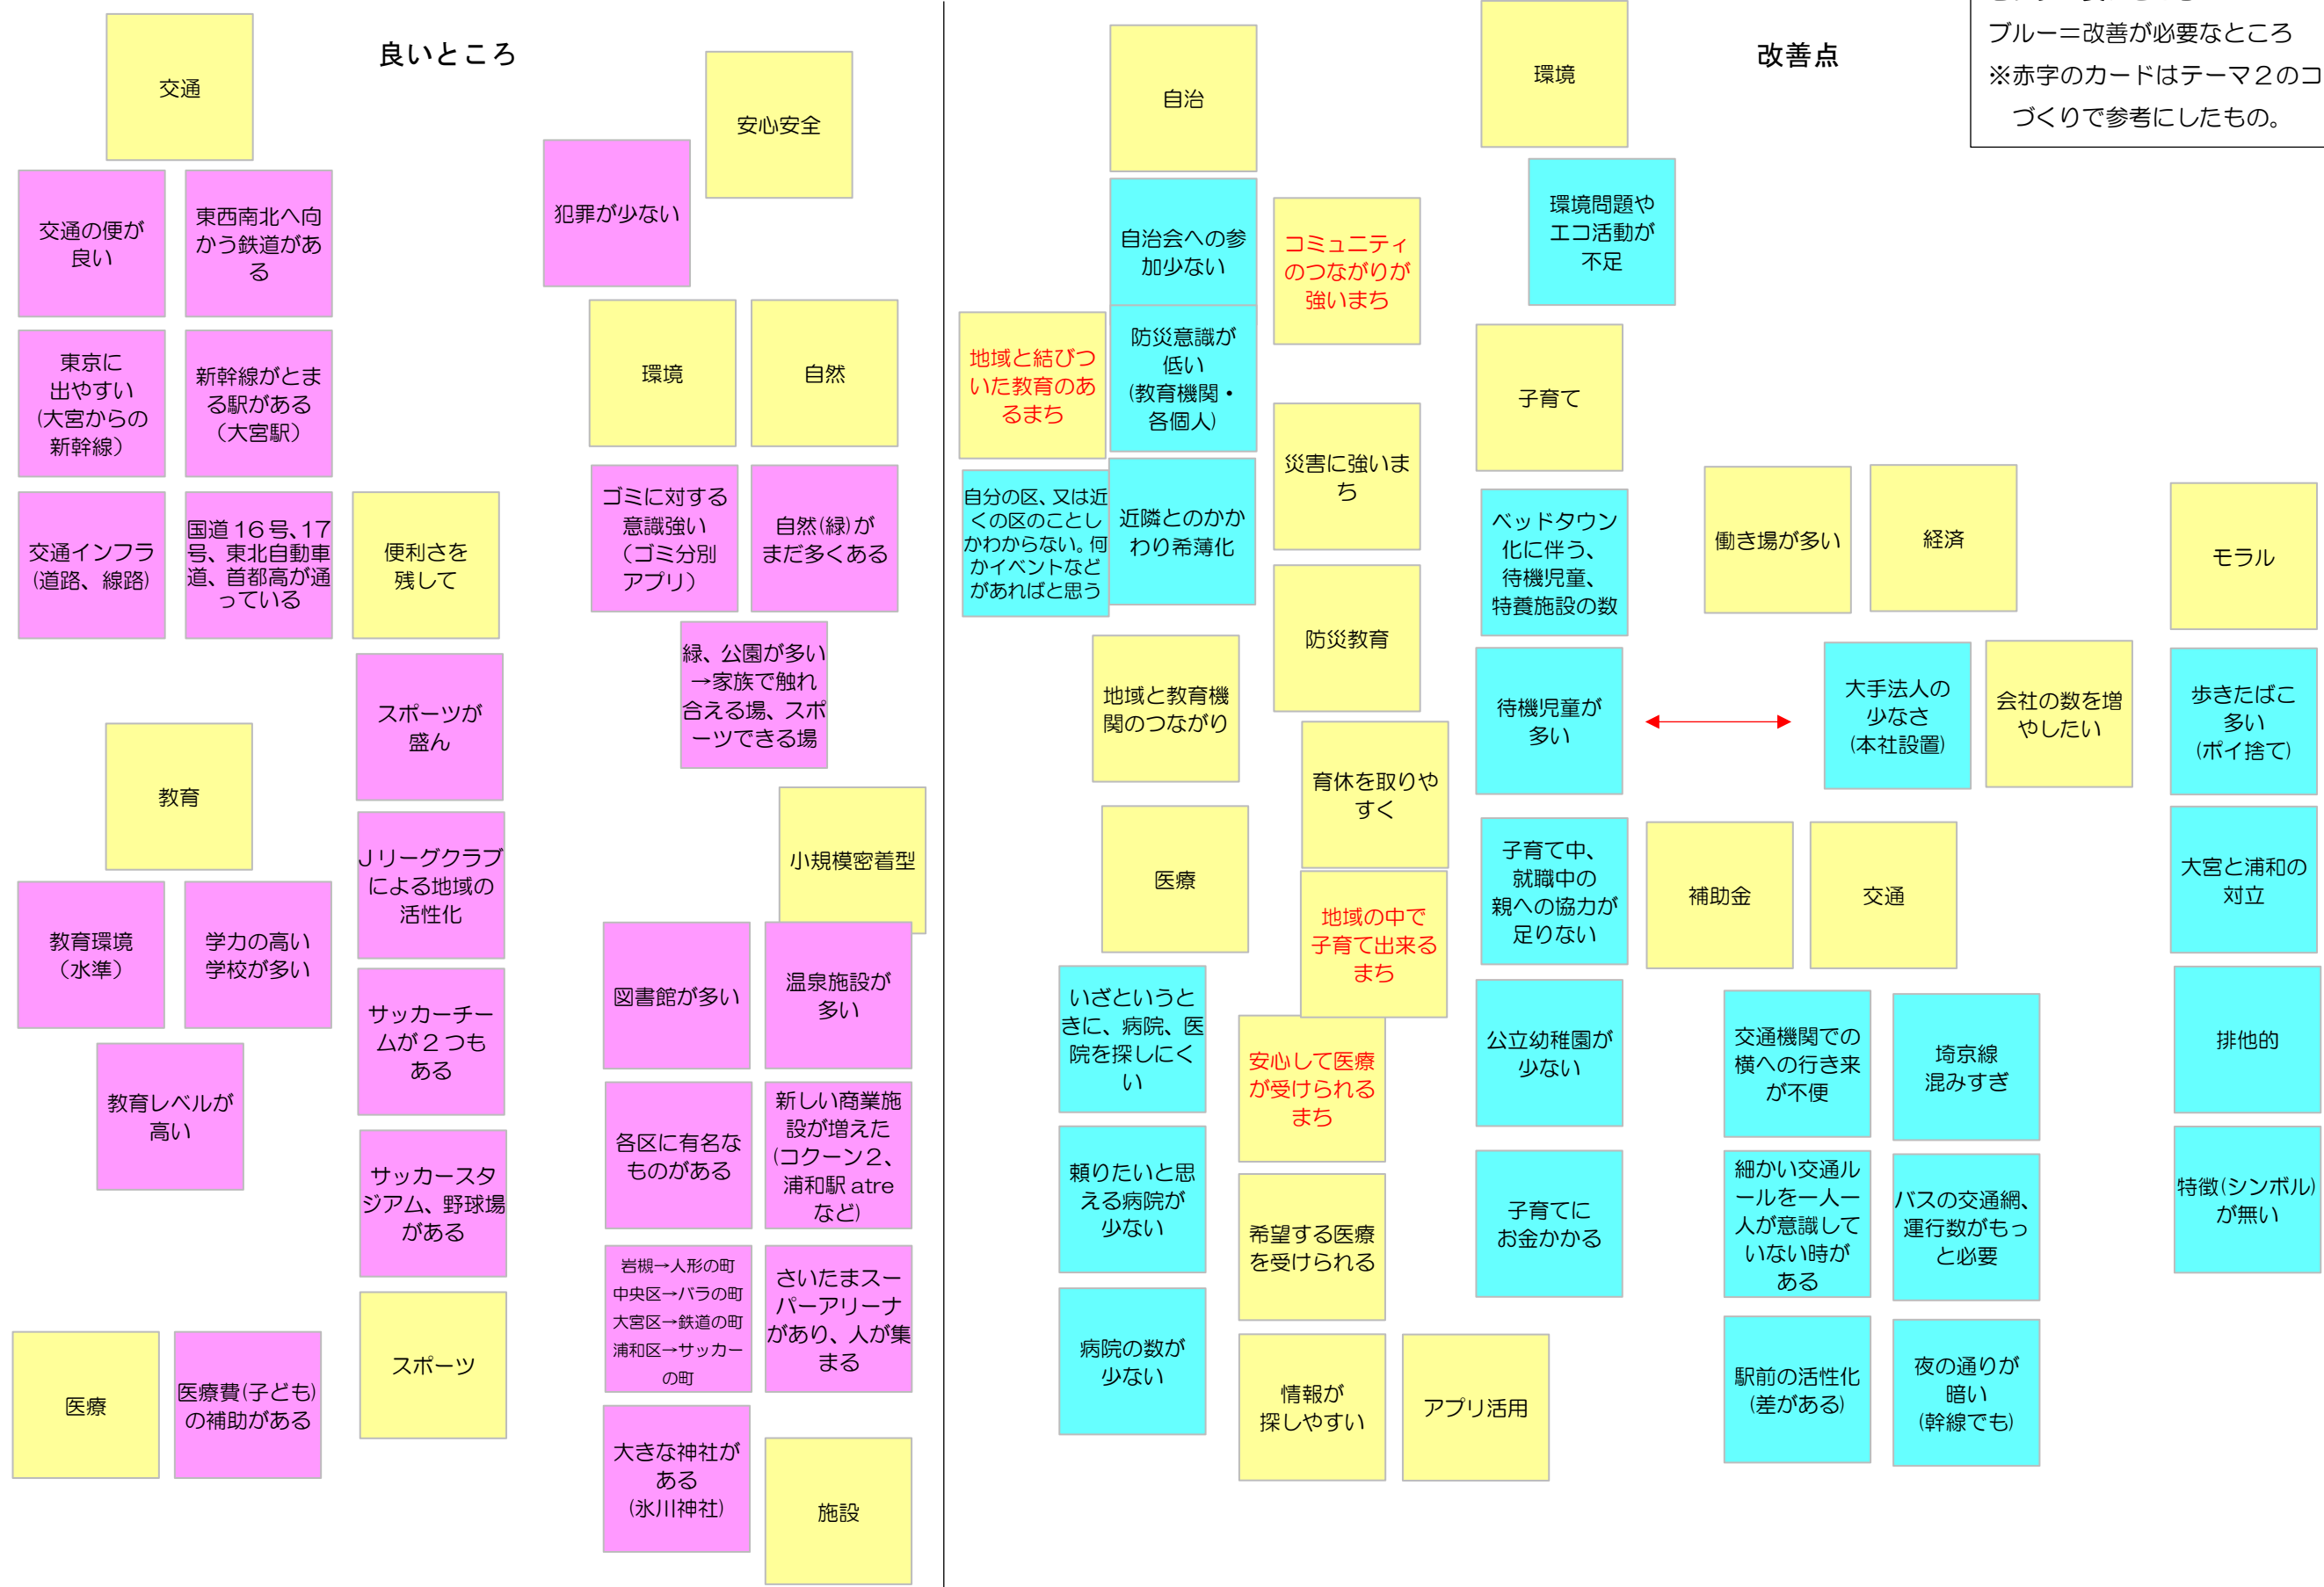 良いところ
交通
交通の便が
良い
東西南北へ向
かう鉄道があ
る
東京に
出やすい
(大宮からの
新幹線）
新幹線がとま
る駅がある
（大宮駅）
交通インフラ
(道路、線路)
国道16号、17
号、東北自動車
道、首都高が通
っている
便利さを
残して
教育
教育環境
（水準）
学力の高い
学校が多い
教育レベルが
高い
スポーツが
盛ん
Jリーグクラブ
による地域の
活性化
サッカーチー
ムが2つも
ある
サッカースタ
ジアム、野球場
がある
スポーツ
医療
医療費(子ども)
の補助がある
安心安全
犯罪が少ない
環境
自然
ゴミに対する
意識強い
（ゴミ分別
アプリ）
自然(緑)が
まだ多くある
緑、公園が多い
→家族で触れ
合える場、スポ
ーツできる場
小規模密着型
図書館が多い
温泉施設が
多い
各区に有名な
ものがある
新しい商業施
設が増えた
(コクーン2、
浦和駅atre
など)
岩槻→人形の町
中央区→バラの町
大宮区→鉄道の町
浦和区→サッカー
の町
さいたまスー
パーアリーナ
があり、人が集
まる
大きな神社が
ある
(氷川神社)
施設
改善点
ブルー＝改善が必要なところ
※赤字のカードはテーマ２のコ
づくりで参考にしたもの。
自治
自治会への参
加少ない
コミュニティ
のつながりが
強いまち
地域と結びつ
いた教育のあ
るまち
防災意識が
低い
(教育機関・
各個人)
自分の区、又は近
くの区のことし
かわからない。何
かイベントなど
があればと思う
近隣とのかか
わり希薄化
災害に強いま
ち
防災教育
地域と教育機
関のつながり
育休を取りや
すく
医療
地域の中で
子育て出来る
まち
いざというと
きに、病院、医
院を探しにく
い
安心して医療
が受けられる
まち
頼りたいと思
える病院が
少ない
希望する医療
を受けられる
病院の数が
少ない
情報が
探しやすい
アプリ活用
環境
環境問題や
エコ活動が
不足
子育て
ベッドタウン
化に伴う、
待機児童、
特養施設の数
待機児童が
多い
子育て中、
就職中の
親への協力が
足りない
公立幼稚園が
少ない
子育てに
お金かかる
働き場が多い
経済
大手法人の
少なさ
(本社設置)
会社の数を増
やしたい
補助金
交通
交通機関での
横への行き来
が不便
埼京線
混みすぎ
細かい交通ル
ールを一人一
人が意識して
いない時が
ある
バスの交通網、
運行数がもっ
と必要
駅前の活性化
(差がある)
夜の通りが
暗い
(幹線でも)
モラル
歩きたばこ
多い
(ポイ捨て)
大宮と浦和の
対立
排他的
特徴(シンボル)
が無い